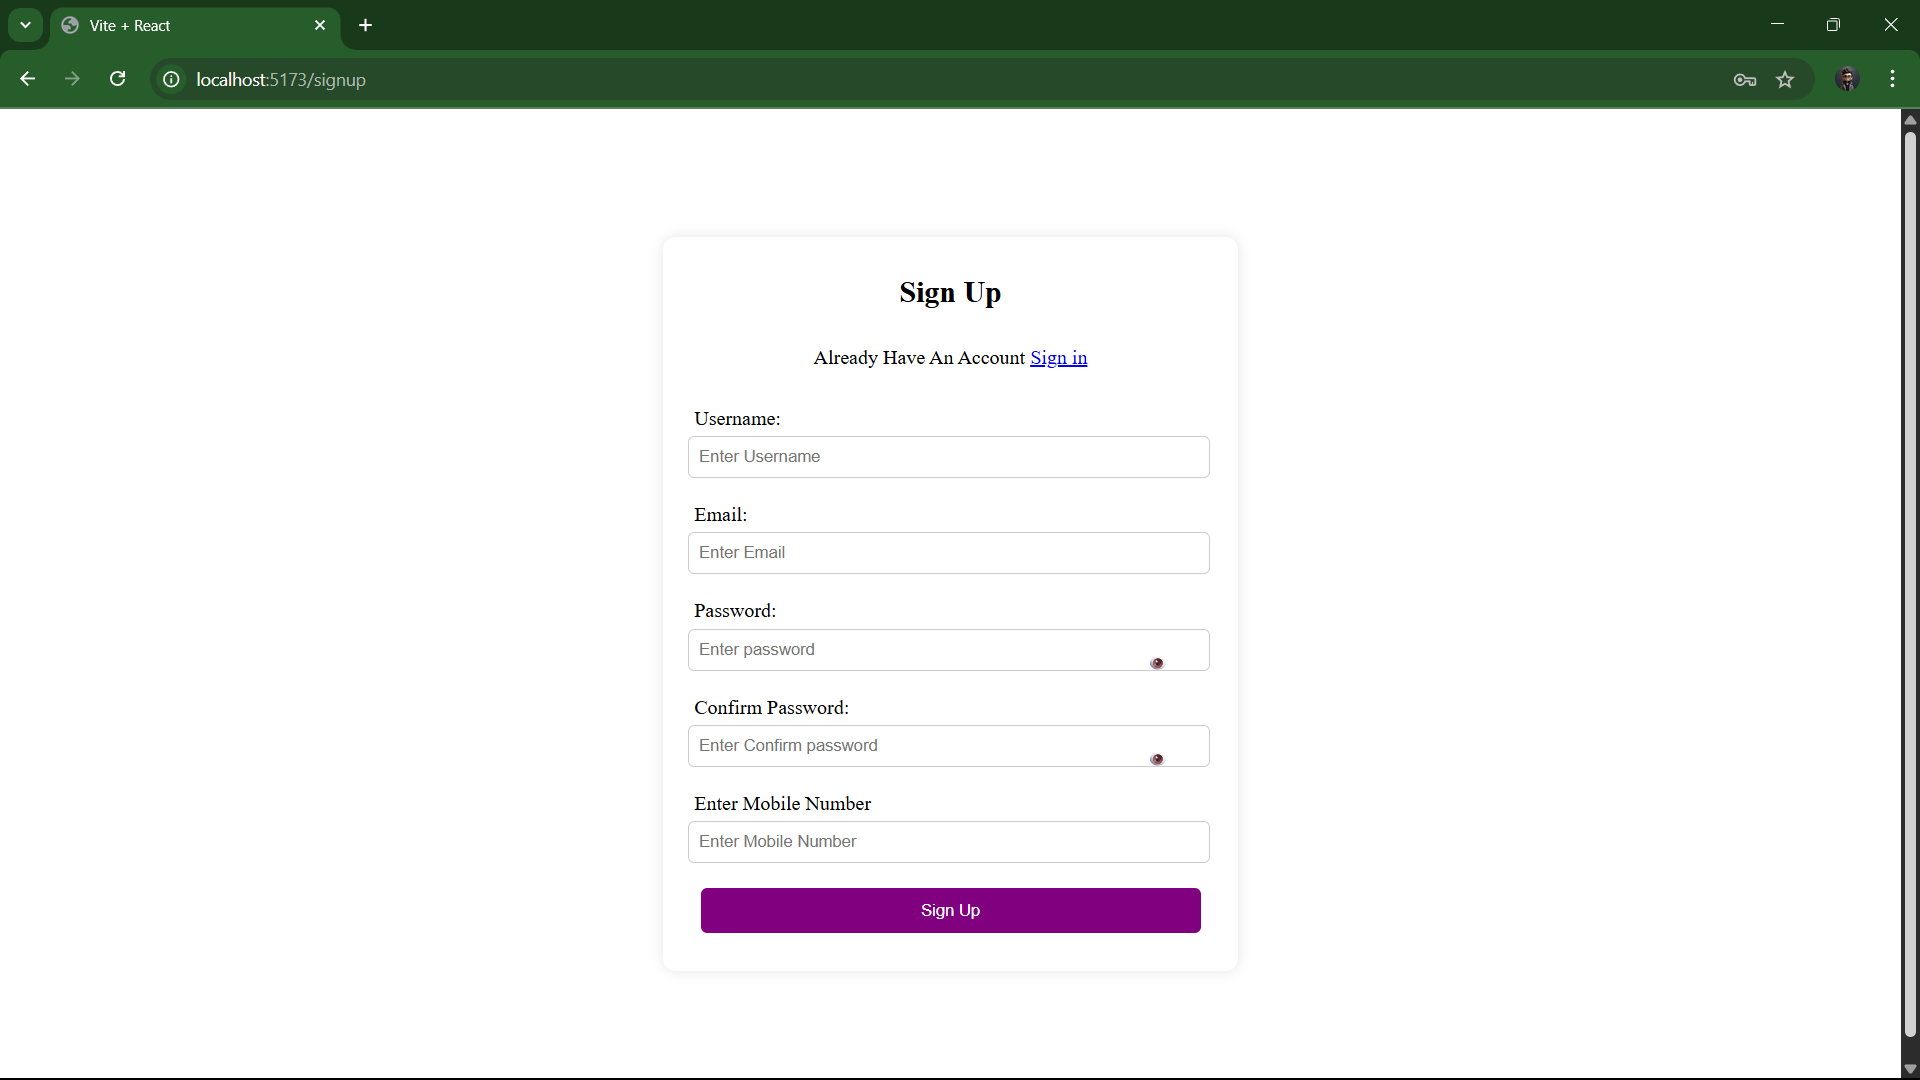 Vite + React
localhost:5173/signup
Sign Up
Already Have An Account Sign in
Username:
Enter Username
Email:
Enter Email
Password:
Enter password
Confirm Password:
Enter Confirm password
Enter Mobile Number
Enter Mobile Number
Sign Up